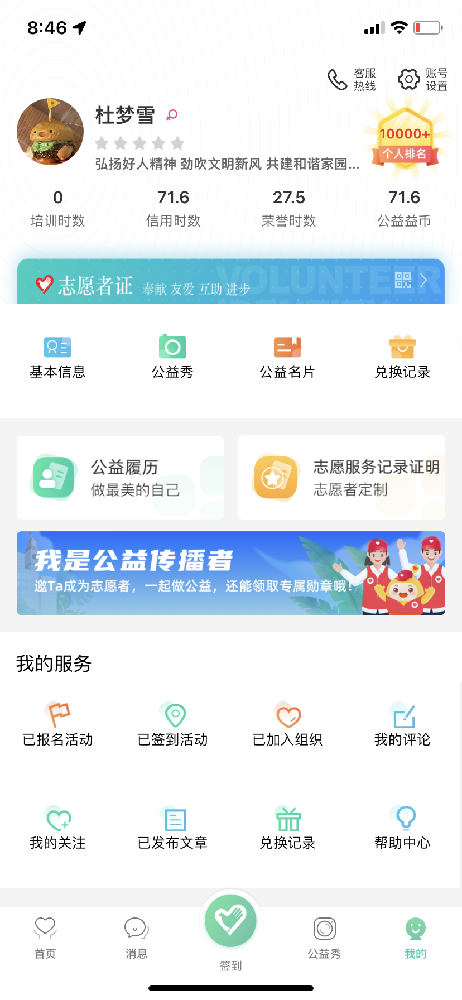 8:46
客服
热线
账号
设置
杜梦雪
10000+
个人排名
弘扬好人精神 劲吹文明新风 共建和谐家园...
0
71.6
27.5
71.6
培训时数
信用时数
荣誉时数
公益益币
志愿者证 奉献 友爱 互助 进步
VOLUNTEER
IDENTITY
基本信息
公益秀
公益名片
兑换记录
公益履历
做最美的自己
志愿服务记录证明
志愿者定制
我是公益传播者
邀Ta成为志愿者，一起做公益，还能领取专属勋章哦！
我的服务
已报名活动
已签到活动
已加入组织
我的评论
我的关注
已发布文章
兑换记录
帮助中心
首页
消息
签到
公益秀
我的